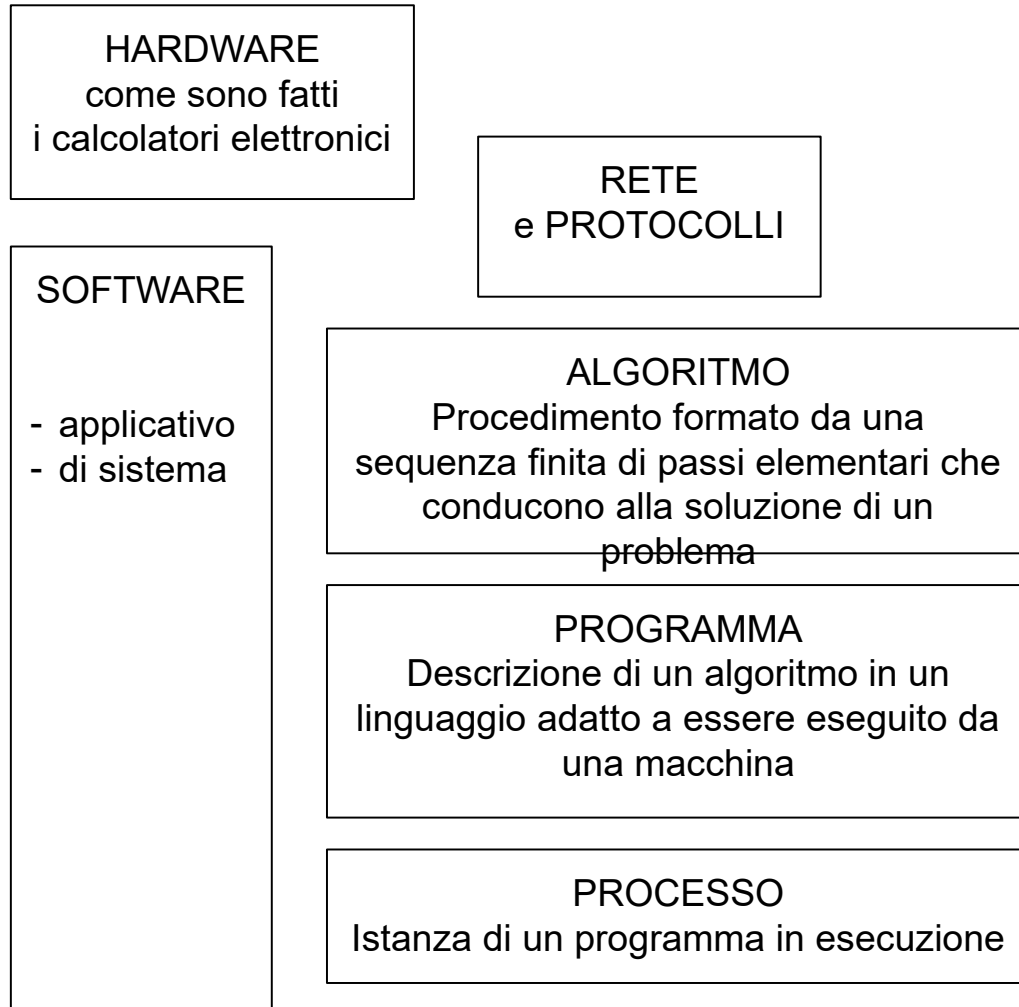 HARDWARE
come sono fatti
i calcolatori elettronici
RETE
e PROTOCOLLI
SOFTWARE
- applicativo
- di sistema
ALGORITMO
Procedimento formato da una
sequenza finita di passi elementari che
conducono alla soluzione di un
problema
PROGRAMMA
Descrizione di un algoritmo in un
linguaggio adatto a essere eseguito da
una macchina
PROCESSO
Istanza di un programma in esecuzione